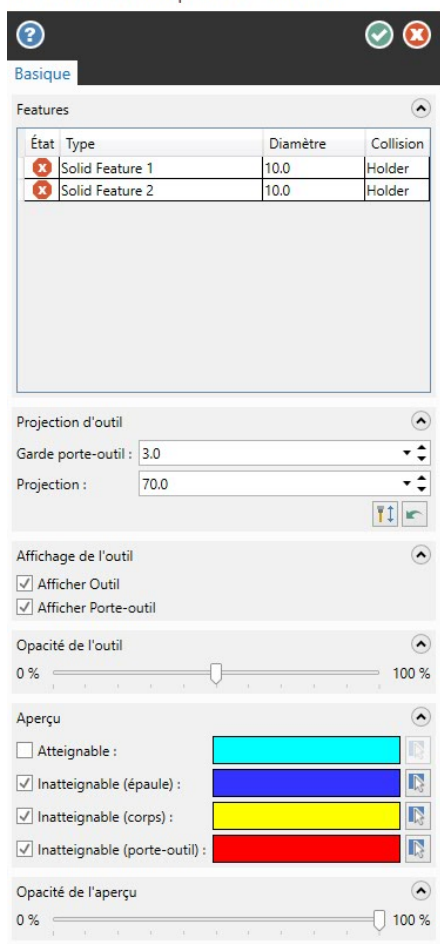 Basique
Features
État Type Diamètre Collision
Solid Feature 1 10.0 Holder
Solid Feature 2 10.0 Holder
Projection d'outil
Garde porte-outil : 3.0
Projection : 70.0
Affichage de l'outil
Afficher Outil
Afficher Porte-outil
Opacité de l'outil
0 % 100 %
Aperçu
Atteignable :
Inatteignable (épaule) :
Inatteignable (corps) :
Inatteignable (porte-outil) :
Opacité de l'aperçu
0 % 100 %